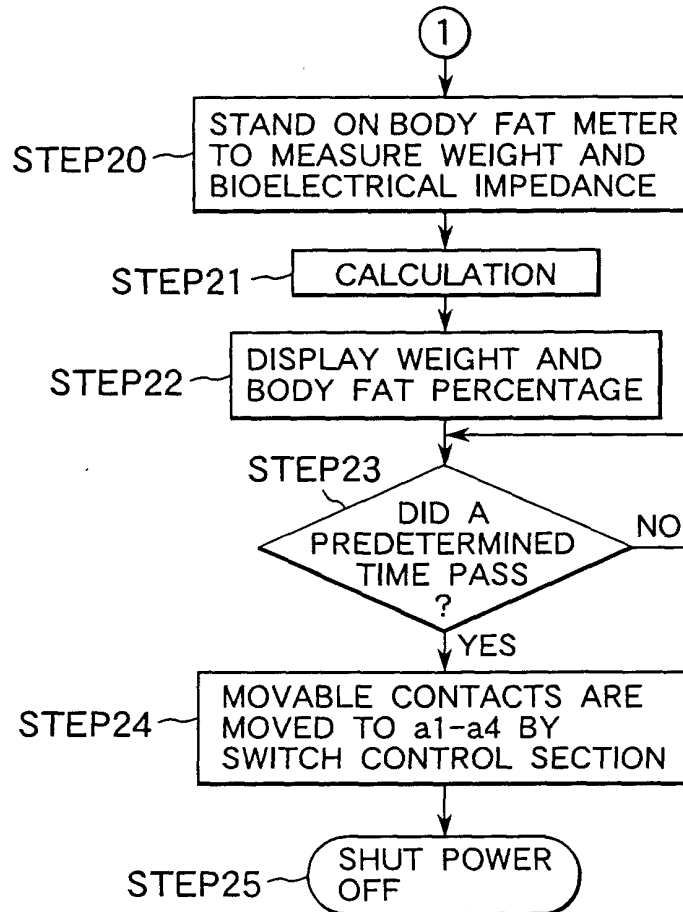 1
STEP20
STAND ON BODY FAT METER
TO MEASURE WEIGHT AND
BIOELECTRICAL IMPEDANCE
STEP21
CALCULATION
STEP22
DISPLAY WEIGHT AND
BODY FAT PERCENTAGE
STEP23
DID A
PREDETERMINED
TIME PASS
?
NO
YES
STEP24
MOVABLE CONTACTS ARE
MOVED TO a1-a4 BY
SWITCH CONTROL SECTION
STEP25
SHUT POWER
OFF